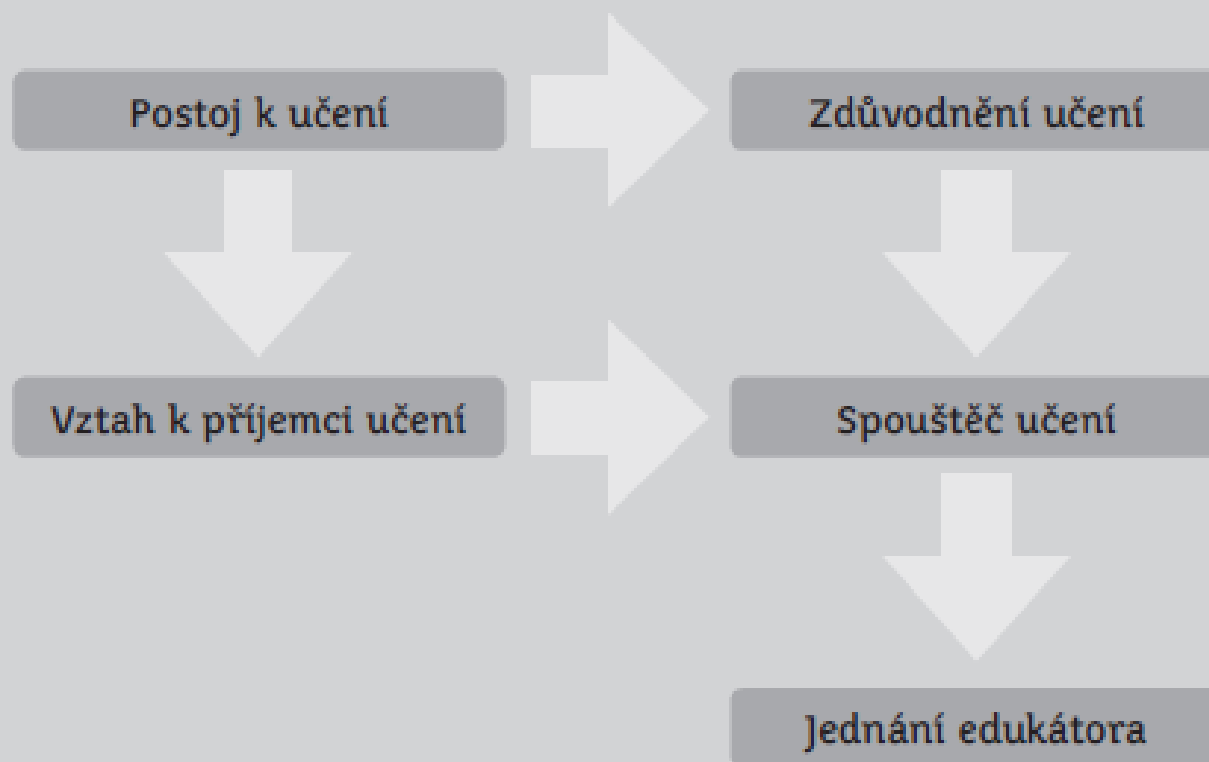 Postoj k učení
Zdůvodnění učení
Vztah k příjemci učení
Spouštěč učení
Jednání edukátora